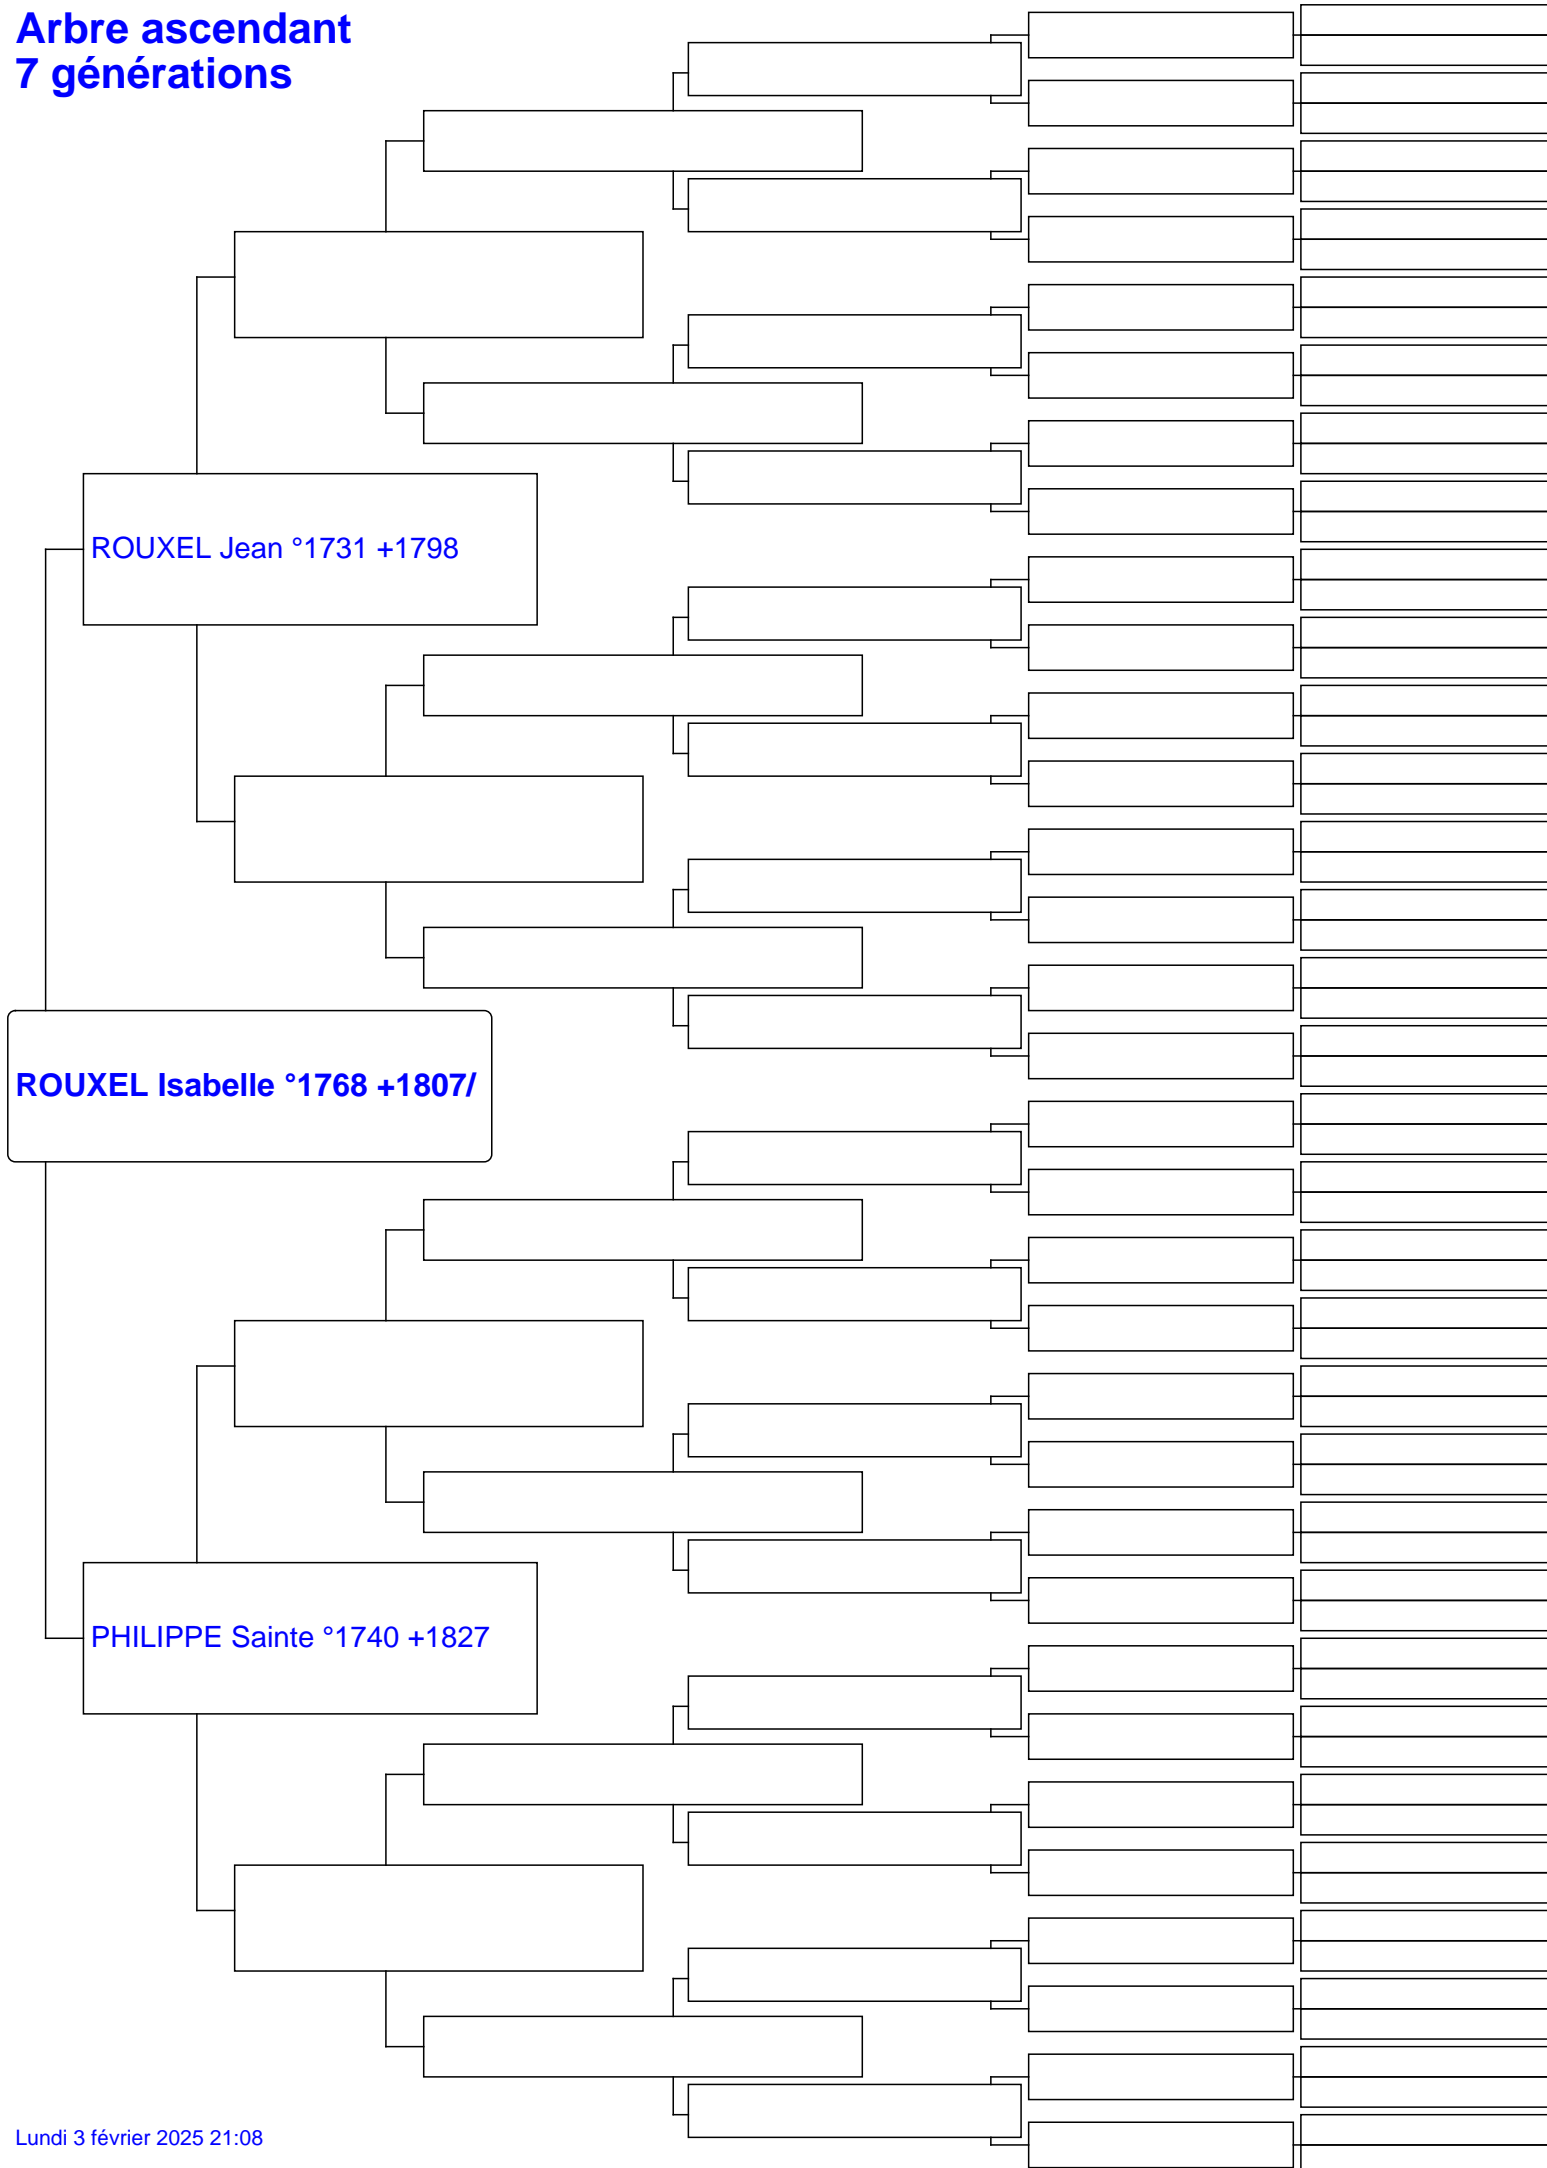 Arbre ascendant
7 générations
ROUXEL Jean °1731 +1798
ROUXEL Isabelle °1768 +1807/
PHILIPPE Sainte °1740 +1827
Lundi 3 février 2025 21:08